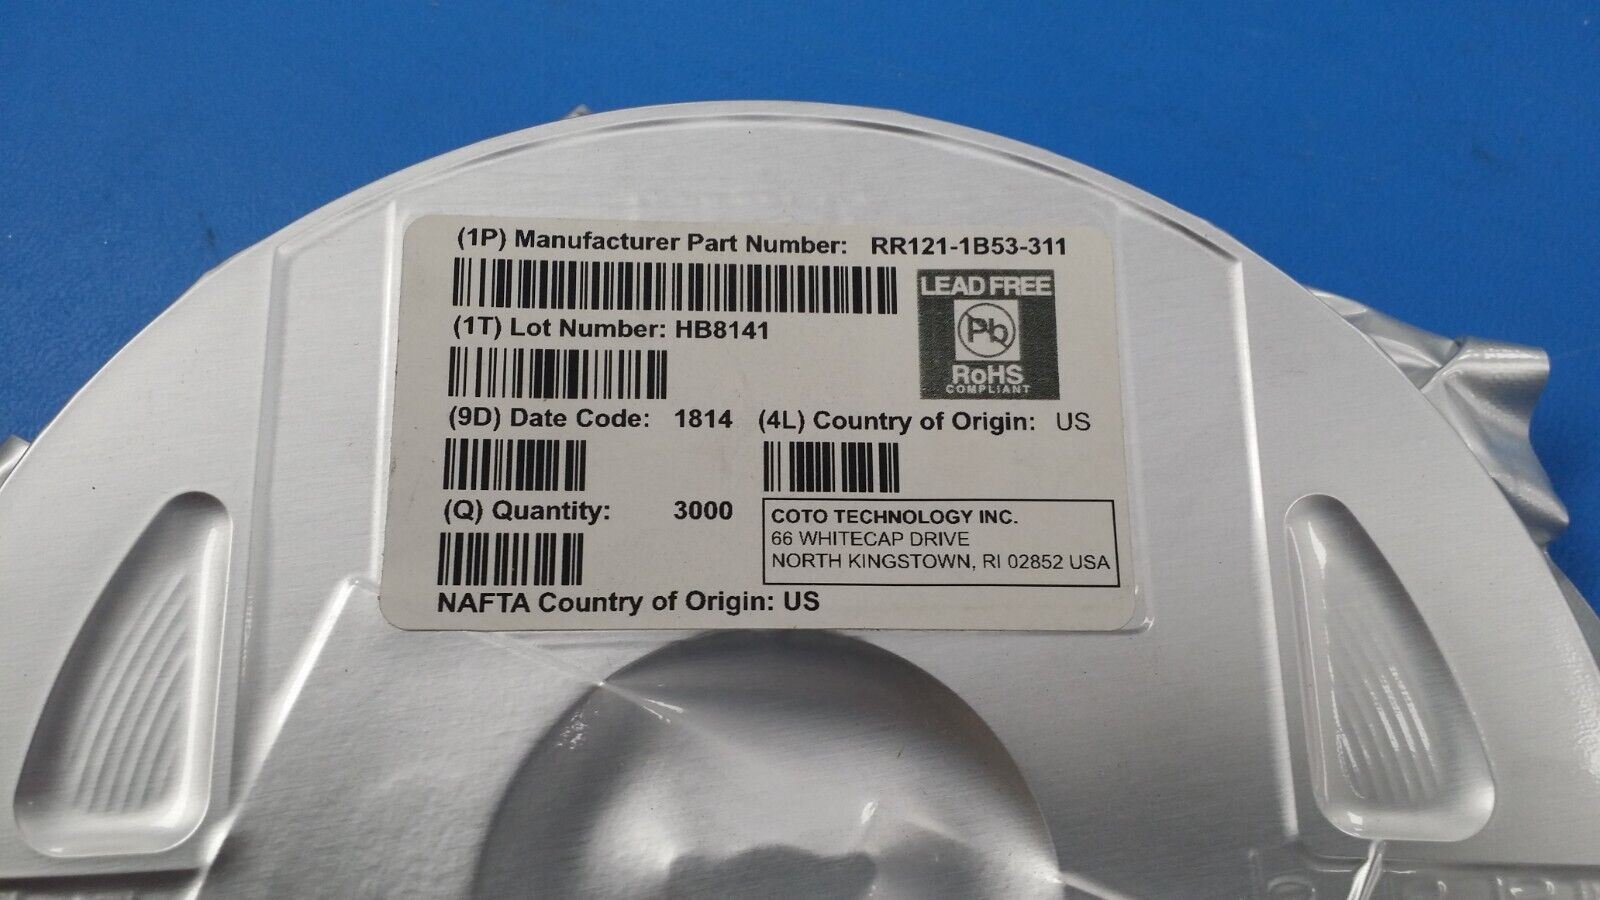 (1P) Manufacturer Part Number: RR121-1B53-311
LEAD FREE
Pb
RoHS
COMPLIANT
(1T) Lot Number: HB8141
(9D) Date Code: 1814 (4L) Country of Origin: US
(Q) Quantity: 3000
COTO TECHNOLOGY INC.
66 WHITECAP DRIVE
NORTH KINGSTOWN, RI 02852 USA
NAFTA Country of Origin: US